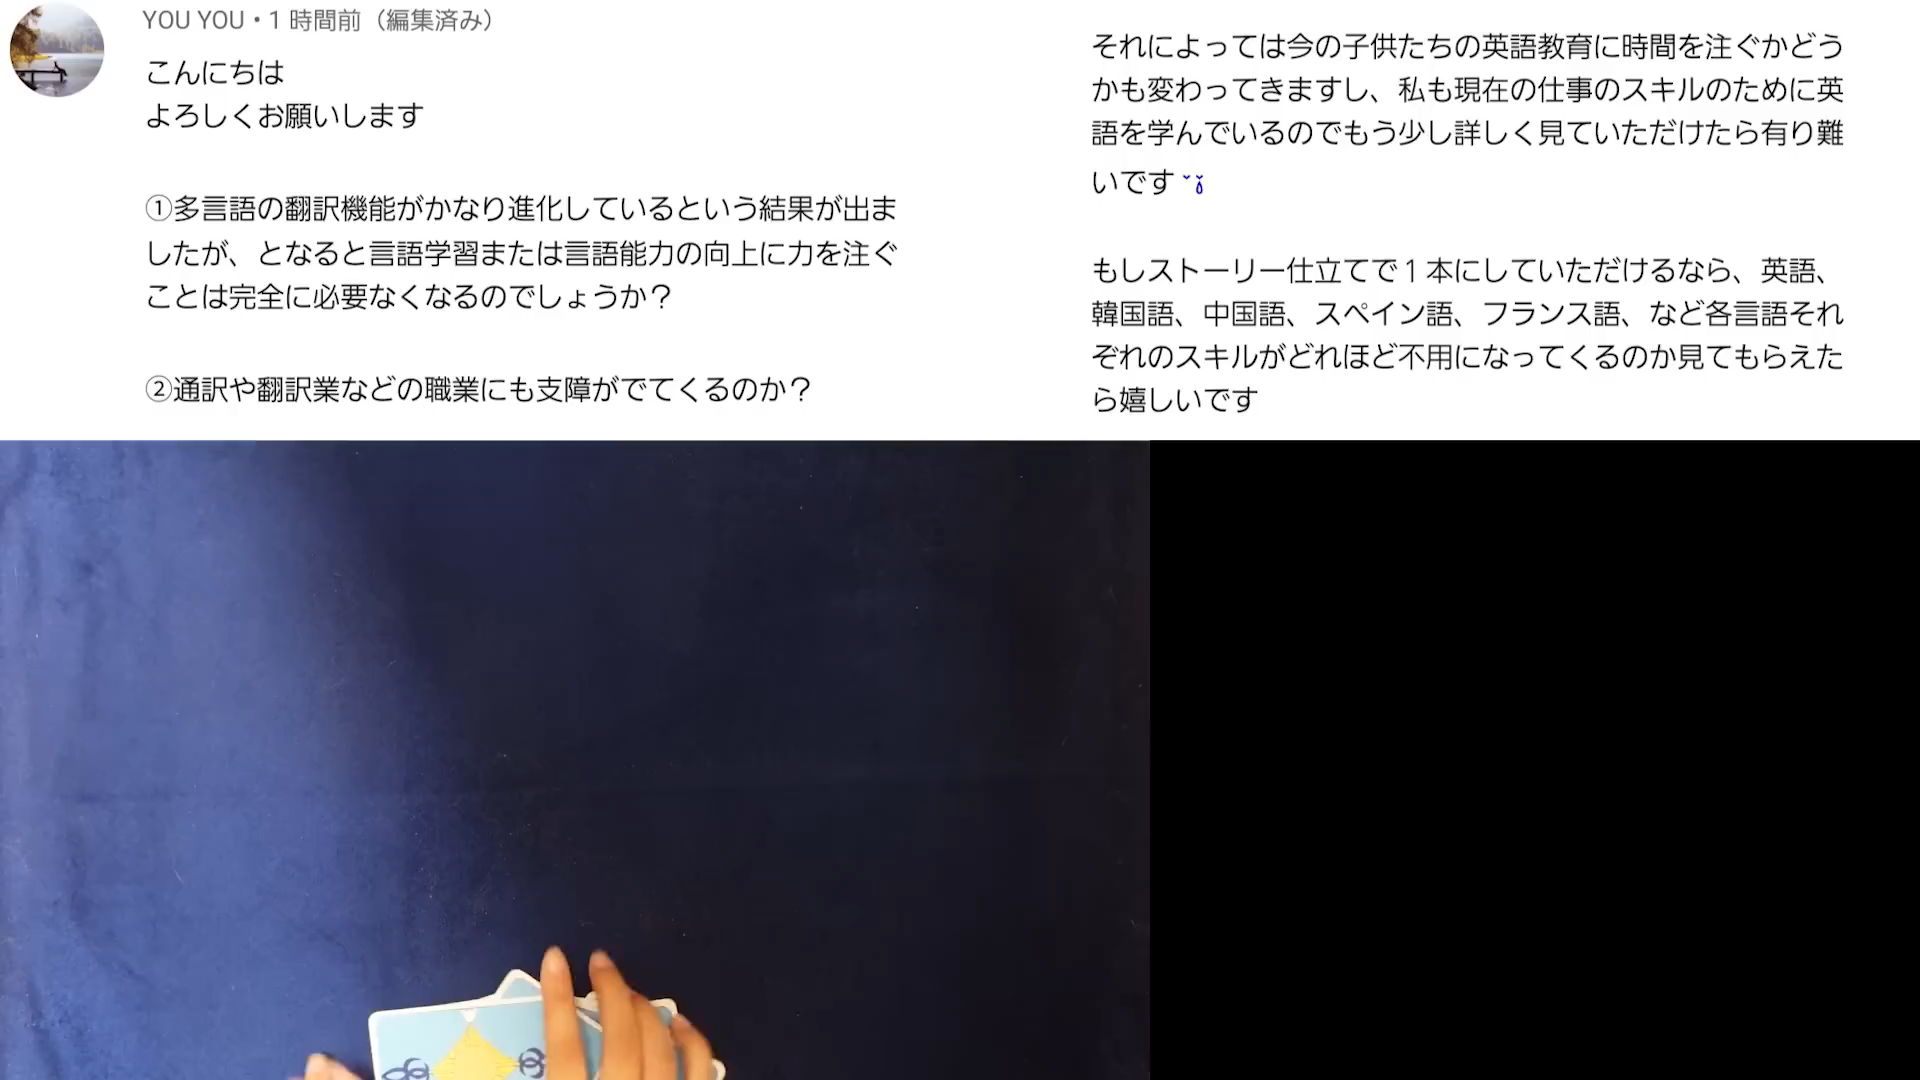 YOU YOU・1 時間前（編集済み）
こんにちは
よろしくお願いします
①多言語の翻訳機能がかなり進化しているという結果が出ま
したが、となると言語学習または言語能力の向上に力を注ぐ
ことは完全に必要なくなるのでしょうか？
②通訳や翻訳業などの職業にも支障がでてくるのか？
それによっては今の子供たちの英語教育に時間を注ぐかどう
かも変わってきますし、私も現在の仕事のスキルのために英
語を学んでいるのでもう少し詳しく見ていただけたら有り難
いです
もしストーリー仕立てで１本にしていただけるなら、英語、
韓国語、中国語、スペイン語、フランス語、など各言語それ
ぞれのスキルがどれほど不用になってくるのか見てもらえた
ら嬉しいです